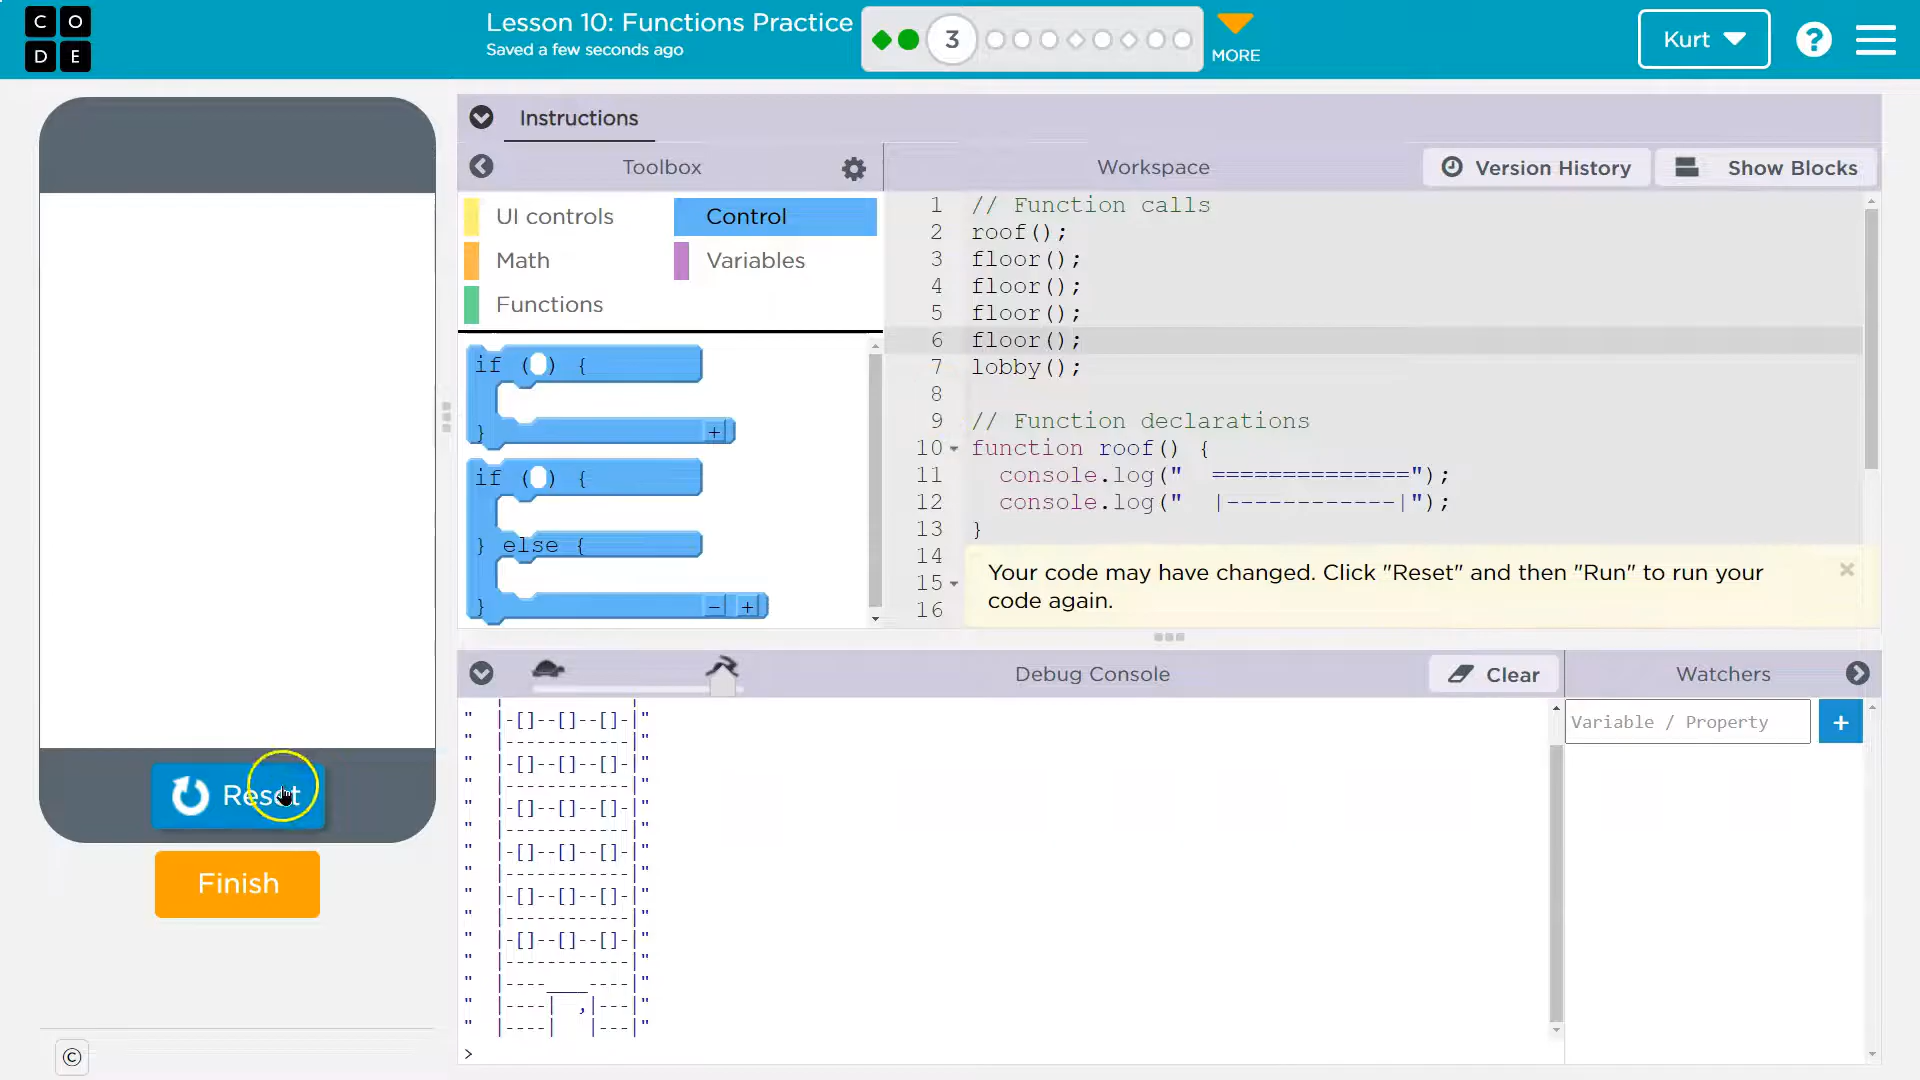 C O
D E
Lesson 10: Functions Practice
Saved a few seconds ago
3
MORE
Kurt
?
Instructions
Toolbox
Workspace
Version History
Show Blocks
UI controls
Control
Math
Variables
Functions
if ( ) {
}
+
if ( ) {
} else {
}
- +
1 // Function calls
2 roof();
3 floor();
4 floor();
5 floor();
6 floor();
7 lobby();
8
9 // Function declarations
10 function roof() {
11 console.log("  ==============");
12 console.log("  |------------|");
13 }
14
15
16
Your code may have changed. Click "Reset" and then "Run" to run your
code again.
×
Reset
Finish
©
Debug Console
Clear
Watchers
Variable / Property
+
"  |-[]--[]--[]-|"
"  |------------|"
"  |-[]--[]--[]-|"
"  |------------|"
"  |-[]--[]--[]-|"
"  |------------|"
"  |-[]--[]--[]-|"
"  |------------|"
"  |-[]--[]--[]-|"
"  |------------|"
"  |-[]--[]--[]-|"
"  |------------|"
"  |----____----|"
"  |----|  ,|---|"
"  |----|   |---|"
>